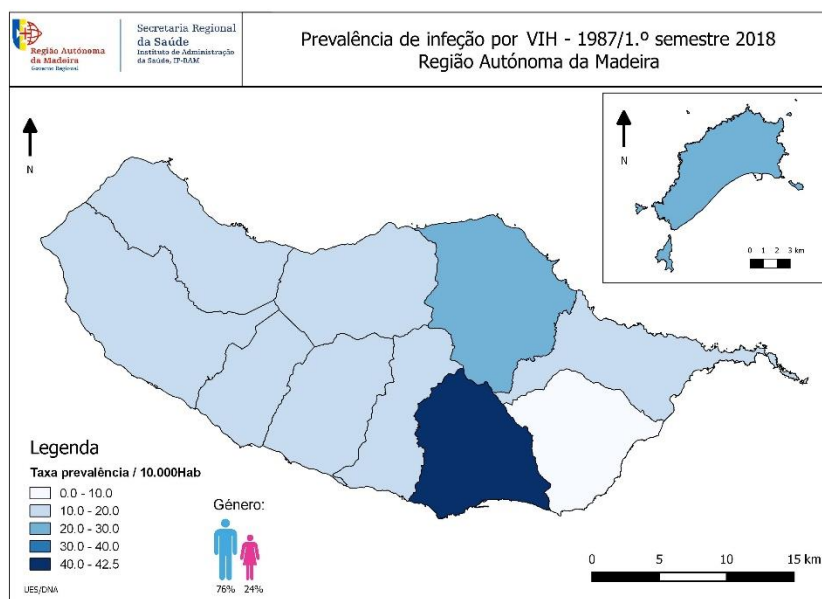 Região Autónoma
da Madeira
Governo Regional
Secretaria Regional
da Saúde
Instituto de Administração
da Saúde, IP-RAM
Prevalência de infeção por VIH - 1987/1.º semestre 2018
Região Autónoma da Madeira
N
N
0 1 2 3 km
Legenda
Taxa prevalência / 10.000Hab
0.0 - 10.0
10.0 - 20.0
20.0 - 30.0
30.0 - 40.0
40.0 - 42.5
Género:
76% 24%
0 5 10 15 km
UES/DNA